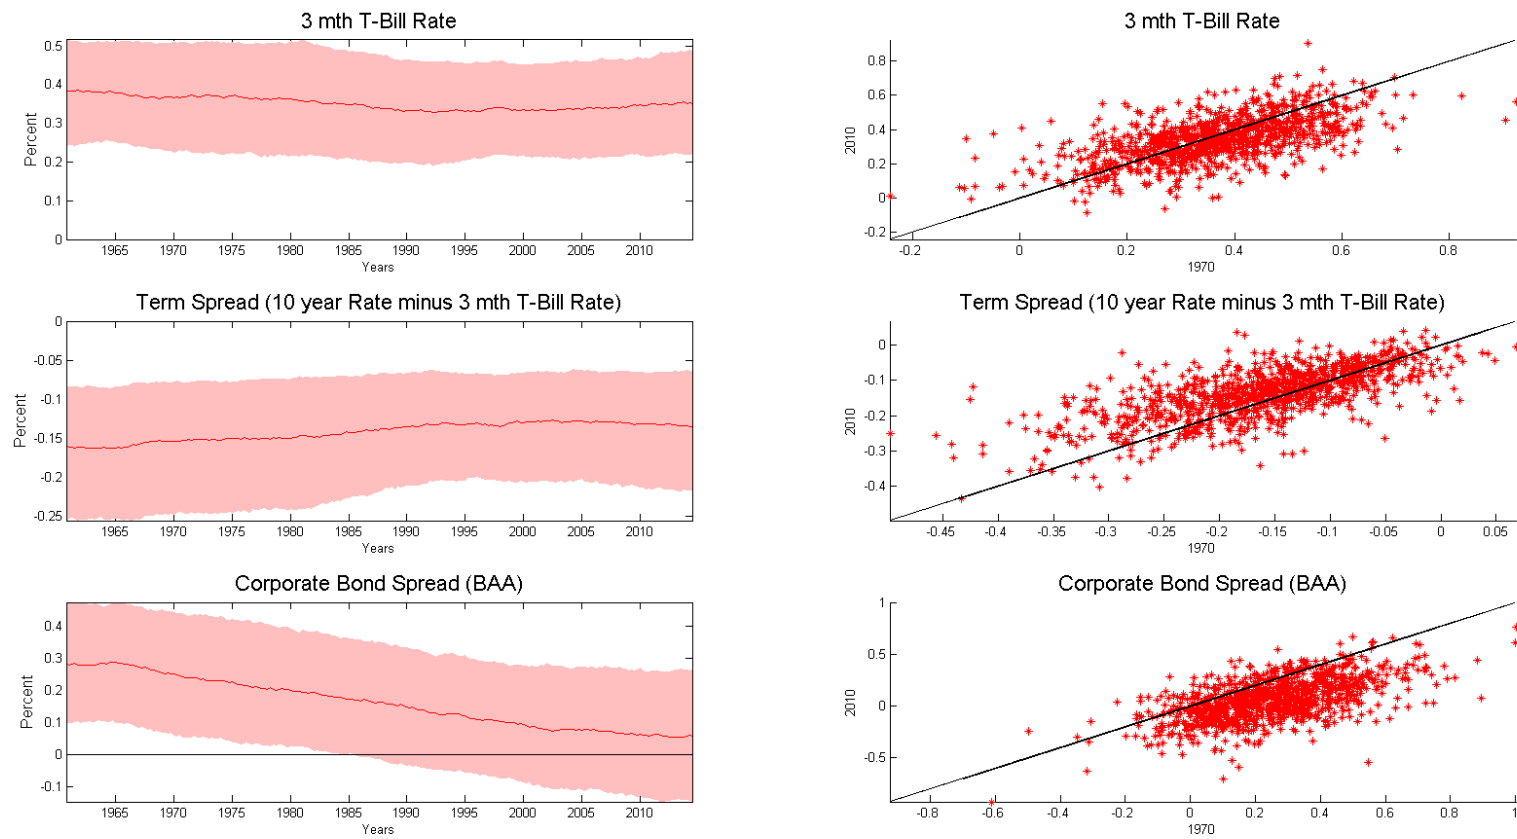 3 mth T-Bill Rate
0.5
0.4
0.3
0.2
0.1
0
Percent
1965 1970 1975 1980 1985 1990 1995 2000 2005 2010
Years
3 mth T-Bill Rate
0.8
0.6
0.4
0.2
0
-0.2
2010
-0.2 0 0.2 0.4 0.6 0.8
1970
Term Spread (10 year Rate minus 3 mth T-Bill Rate)
0
-0.05
-0.1
-0.15
-0.2
-0.25
Percent
1965 1970 1975 1980 1985 1990 1995 2000 2005 2010
Years
Term Spread (10 year Rate minus 3 mth T-Bill Rate)
0
-0.1
-0.2
-0.3
-0.4
2010
-0.45 -0.4 -0.35 -0.3 -0.25 -0.2 -0.15 -0.1 -0.05 0 0.05
1970
Corporate Bond Spread (BAA)
0.4
0.3
0.2
0.1
0
-0.1
Percent
1965 1970 1975 1980 1985 1990 1995 2000 2005 2010
Years
Corporate Bond Spread (BAA)
1
0.5
0
-0.5
2010
-0.8 -0.6 -0.4 -0.2 0 0.2 0.4 0.6 0.8 1
1970